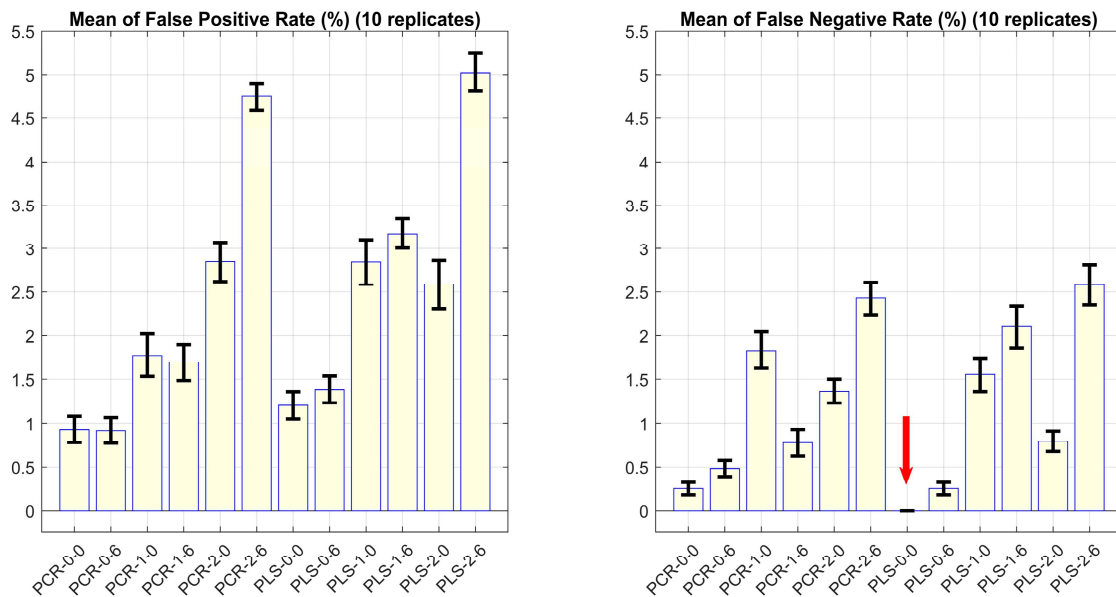 Mean of False Positive Rate (%) (10 replicates)
5.5
5
4.5
4
3.5
3
2.5
2
1.5
1
0.5
0
PCR-0-0
PCR-0-6
PCR-1-0
PCR-1-6
PCR-2-0
PCR-2-6
PLS-0-0
PLS-0-6
PLS-1-0
PLS-1-6
PLS-2-0
PLS-2-6
Mean of False Negative Rate (%) (10 replicates)
5.5
5
4.5
4
3.5
3
2.5
2
1.5
1
0.5
0
PCR-0-0
PCR-0-6
PCR-1-0
PCR-1-6
PCR-2-0
PCR-2-6
PLS-0-0
PLS-0-6
PLS-1-0
PLS-1-6
PLS-2-0
PLS-2-6